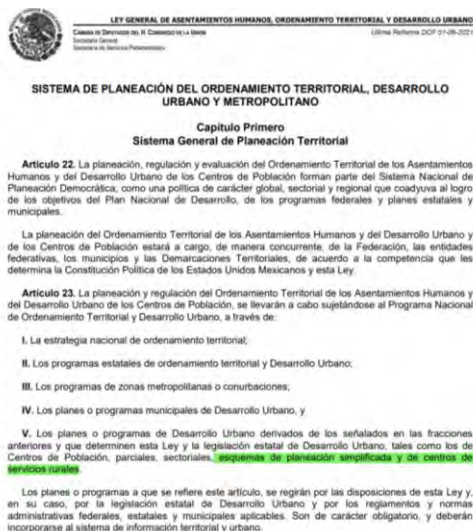 LEY GENERAL DE ASENTAMIENTOS HUMANOS, ORDENAMIENTO TERRITORIAL Y DESARROLLO URBANO
CÁMARA DE DIPUTADOS DEL H. CONGRESO DE LA UNIÓN
Última Reforma DOF 01-06-2021
Secretaría General
Secretaría de Servicios Parlamentarios
SISTEMA DE PLANEACIÓN DEL ORDENAMIENTO TERRITORIAL, DESARROLLO
URBANO Y METROPOLITANO
Capítulo Primero
Sistema General de Planeación Territorial
Artículo 22. La planeación, regulación y evaluación del Ordenamiento Territorial de los Asentamientos
Humanos y del Desarrollo Urbano de los Centros de Población forman parte del Sistema Nacional de
Planeación Democrática, como una política de carácter global, sectorial y regional que coadyuva al logro
de los objetivos del Plan Nacional de Desarrollo, de los programas federales y planes estatales y
municipales.
La planeación del Ordenamiento Territorial de los Asentamientos Humanos y del Desarrollo Urbano y
de los Centros de Población estará a cargo, de manera concurrente, de la Federación, las entidades
federativas, los municipios y las Demarcaciones Territoriales, de acuerdo a la competencia que les
determina la Constitución Política de los Estados Unidos Mexicanos y esta Ley.
Artículo 23. La planeación y regulación del Ordenamiento Territorial de los Asentamientos Humanos y
del Desarrollo Urbano de los Centros de Población, se llevarán a cabo sujetándose al Programa Nacional
de Ordenamiento Territorial y Desarrollo Urbano, a través de:
I. La estrategia nacional de ordenamiento territorial;
II. Los programas estatales de ordenamiento territorial y Desarrollo Urbano;
III. Los programas de zonas metropolitanas o conurbaciones;
IV. Los planes o programas municipales de Desarrollo Urbano, y
V. Los planes o programas de Desarrollo Urbano derivados de los señalados en las fracciones
anteriores y que determinen esta Ley y la legislación estatal de Desarrollo Urbano, tales como los de
Centros de Población, parciales, sectoriales, esquemas de planeación simplificada y de centros de
servicios rurales.
Los planes o programas a que se refiere este artículo, se regirán por las disposiciones de esta Ley y,
en su caso, por la legislación estatal de Desarrollo Urbano y por los reglamentos y normas
administrativas federales, estatales y municipales aplicables. Son de carácter obligatorio, y deberán
incorporarse al sistema de información territorial y urbano.